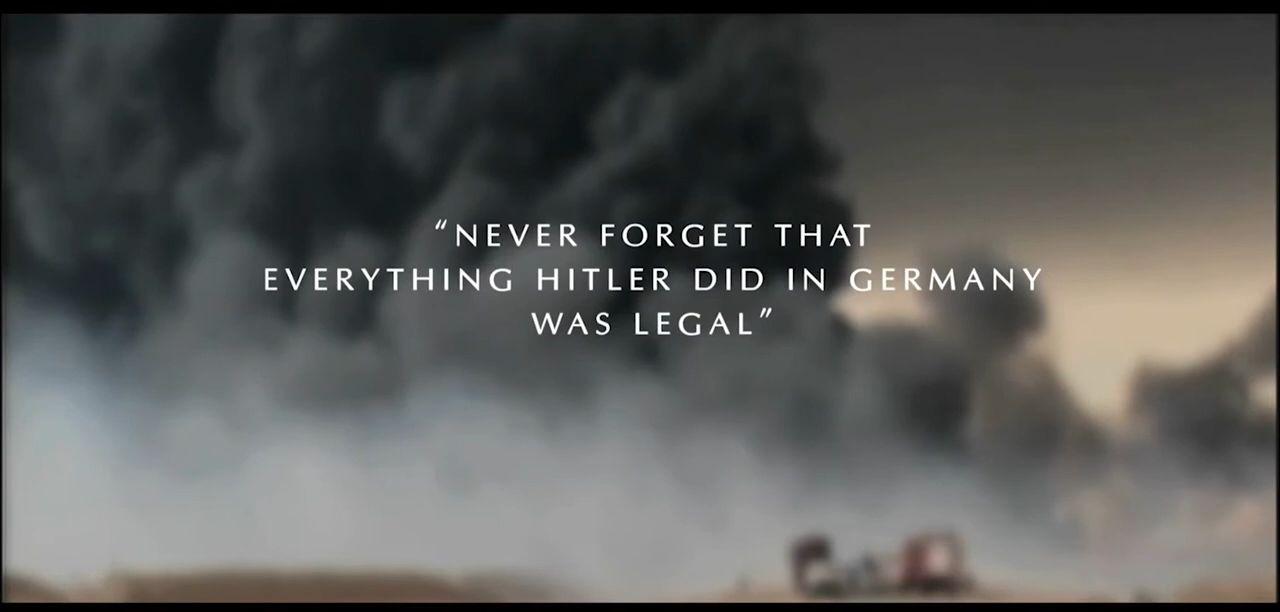 “NEVER FORGET THAT
EVERYTHING HITLER DID IN GERMANY
WAS LEGAL”